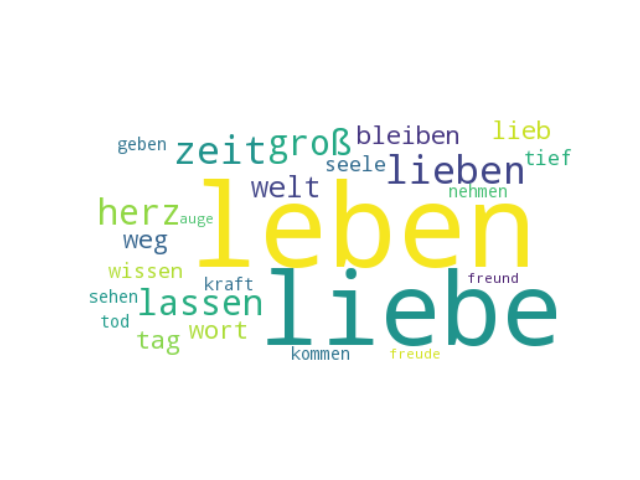 lieb
bleiben
geben
zeit
groß
tief
seele
lieben
welt
nehmen
leben
herz
auge
weg
wissen
kraft
freund
sehen
lassen
liebe
tod
wort
tag
kommen
freude